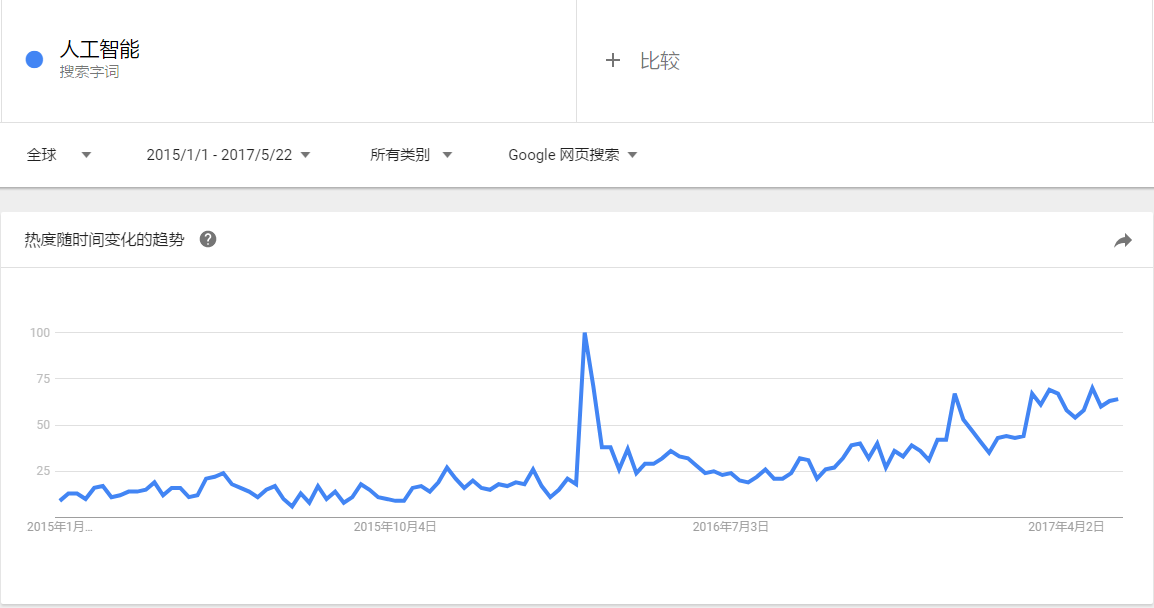 人工智能
搜索字词
+ 比较
全球
2015/1/1 - 2017/5/22
所有类别
Google 网页搜索
热度随时间变化的趋势 ?
100
75
50
25
2015年1月…
2015年10月4日
2016年7月3日
2017年4月2日